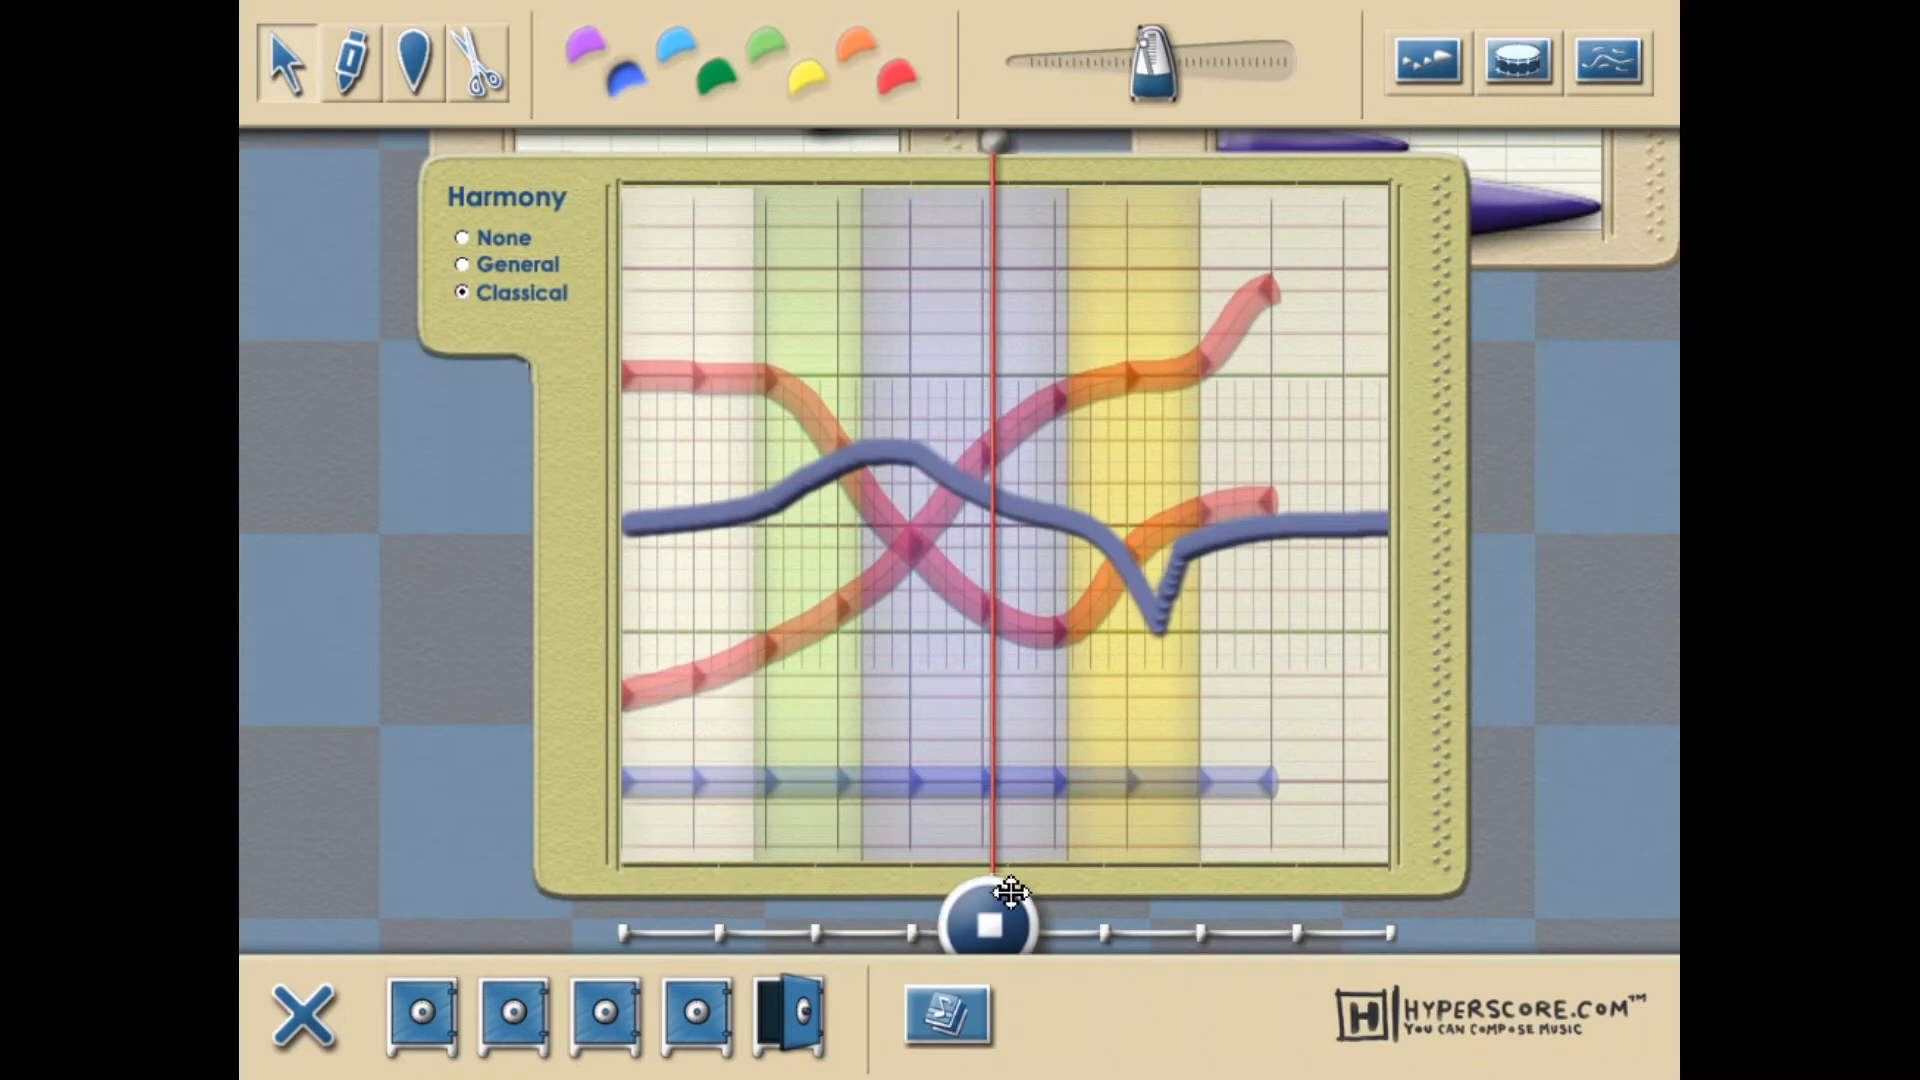 Harmony
None
General
Classical
HYPERSCORE.COM™
YOU CAN COMPOSE MUSIC